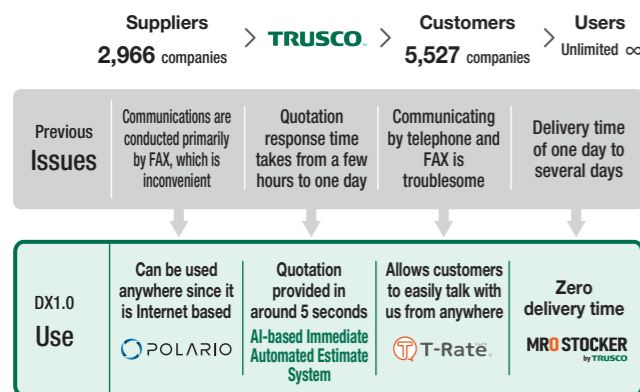 Suppliers
2,966 companies
>
TRUSCO
>
Customers
5,527 companies
>
Users
Unlimited ∞
Previous
Issues
Communications are
conducted primarily
by FAX, which is
inconvenient
Quotation
response time
takes from a few
hours to one day
Communicating
by telephone and
FAX is
troublesome
Delivery time
of one day to
several days
DX1.0
Use
Can be used
anywhere since it
is Internet based
POLARIO
Quotation
provided in
around 5 seconds
AI-based Immediate
Automated Estimate
System
Allows customers
to easily talk with
us from anywhere
T-Rate
Zero
delivery time
MRO STOCKER
by TRUSCO